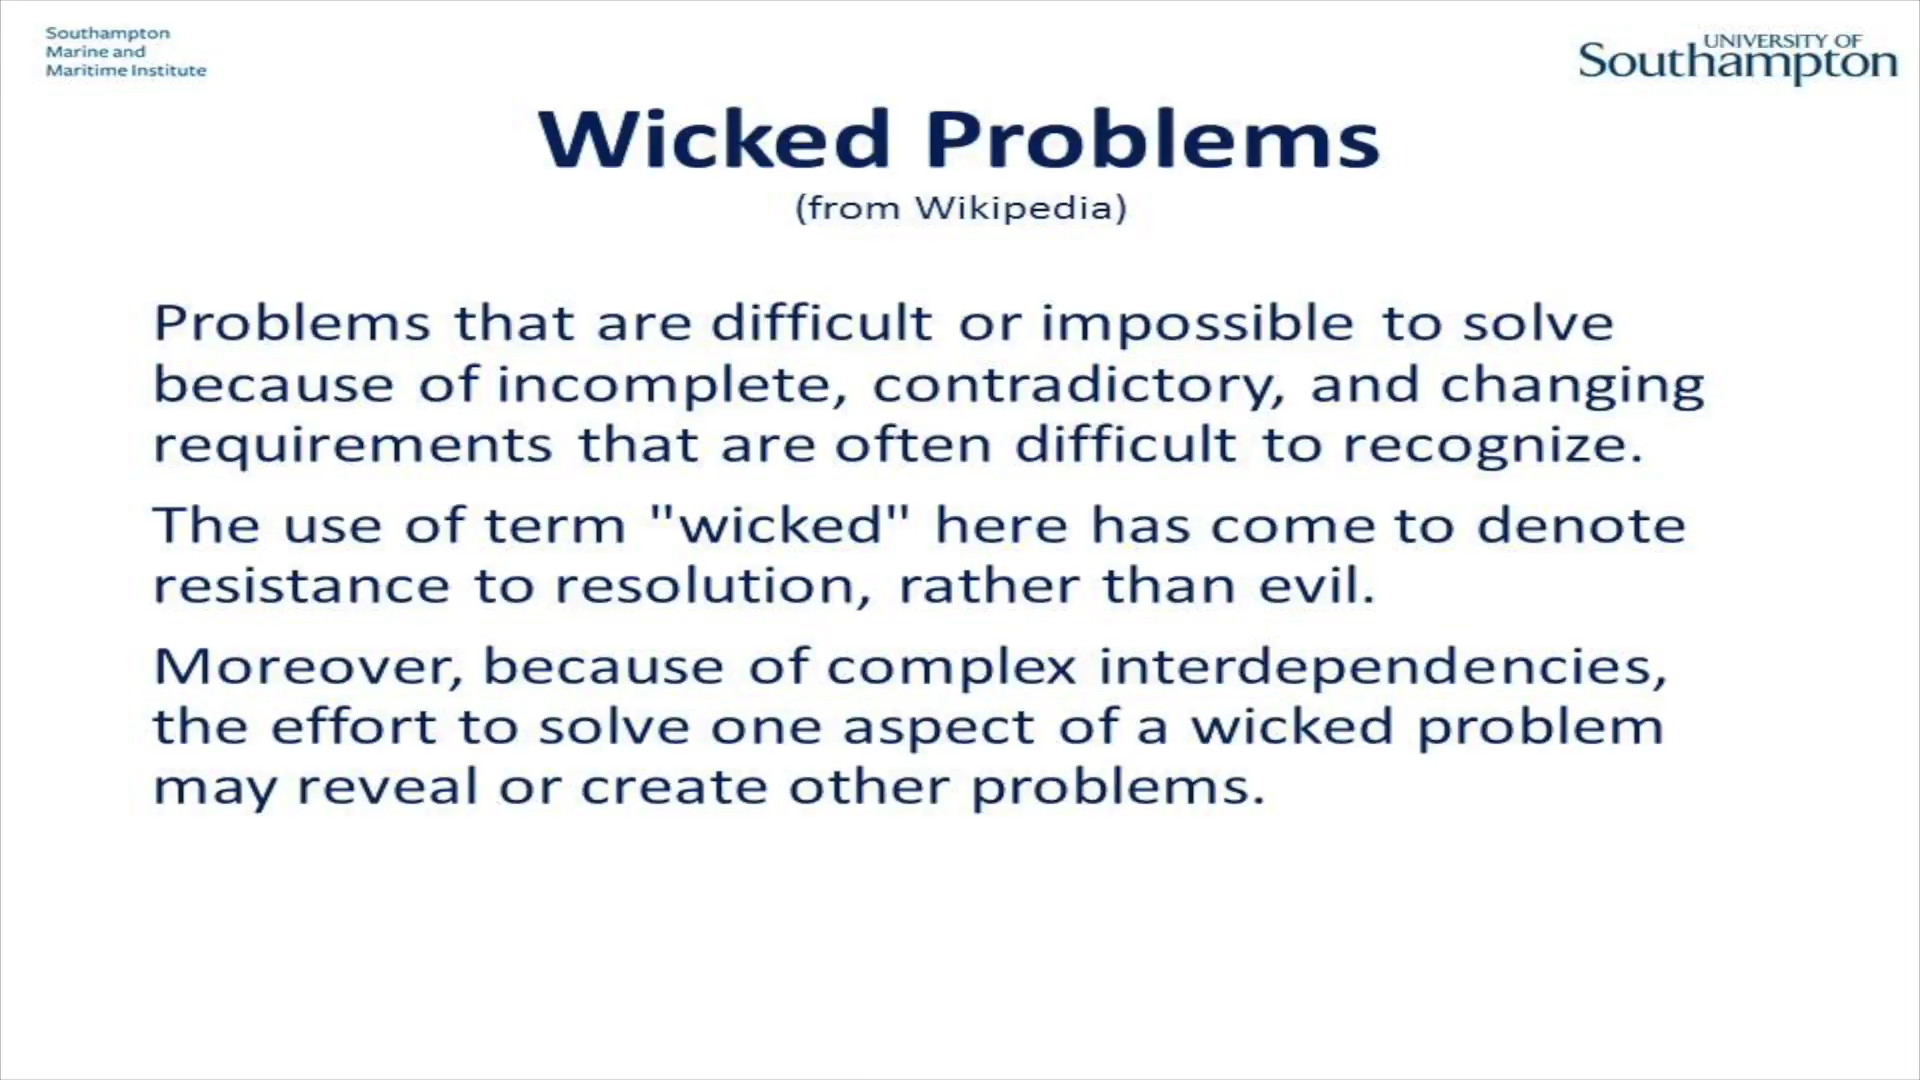 Southampton
Marine and
Maritime Institute
UNIVERSITY OF
Southampton
Wicked Problems
(from Wikipedia)
Problems that are difficult or impossible to solve
because of incomplete, contradictory, and changing
requirements that are often difficult to recognize.
The use of term "wicked" here has come to denote
resistance to resolution, rather than evil.
Moreover, because of complex interdependencies,
the effort to solve one aspect of a wicked problem
may reveal or create other problems.